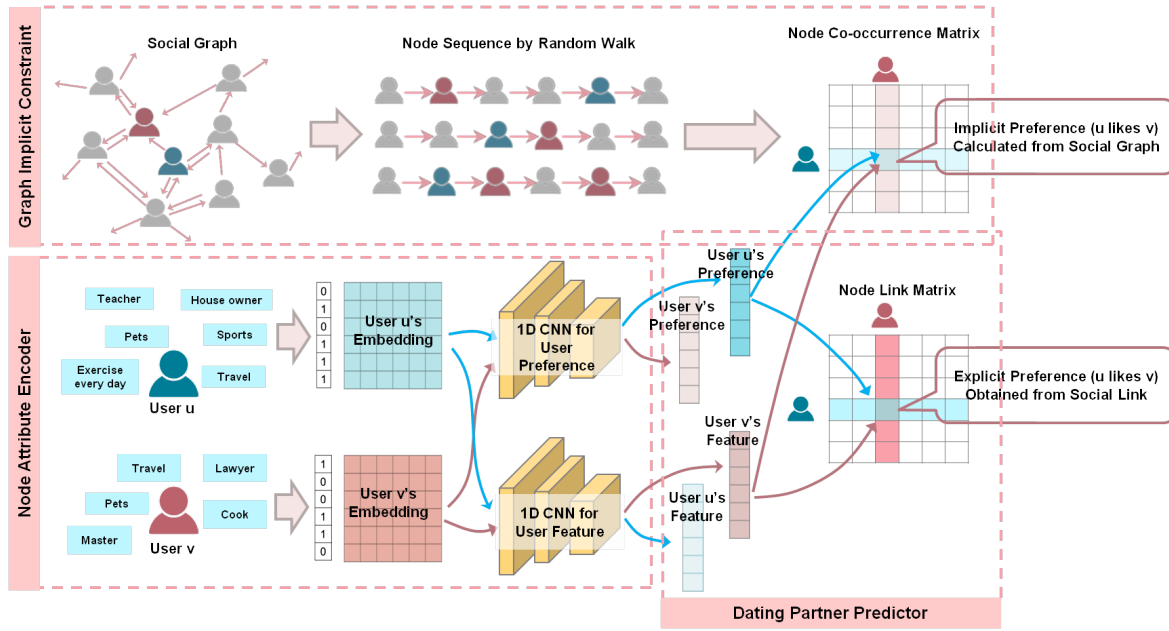 Graph Implicit Constraint
Social Graph
Node Sequence by Random Walk
Node Co-occurrence Matrix
Implicit Preference (u likes v)
Calculated from Social Graph
Node Attribute Encoder
Teacher
House owner
Pets
Sports
Exercise
every day
Travel
User u
0
1
0
1
1
1
User u's
Embedding
1D CNN for
User
Preference
User u's
Preference
User v's
Preference
Node Link Matrix
Explicit Preference (u likes v)
Obtained from Social Link
Travel
Lawyer
Pets
Cook
Master
User v
1
0
0
1
1
0
User v's
Embedding
1D CNN for
User Feature
User v's
Feature
User u's
Feature
Dating Partner Predictor